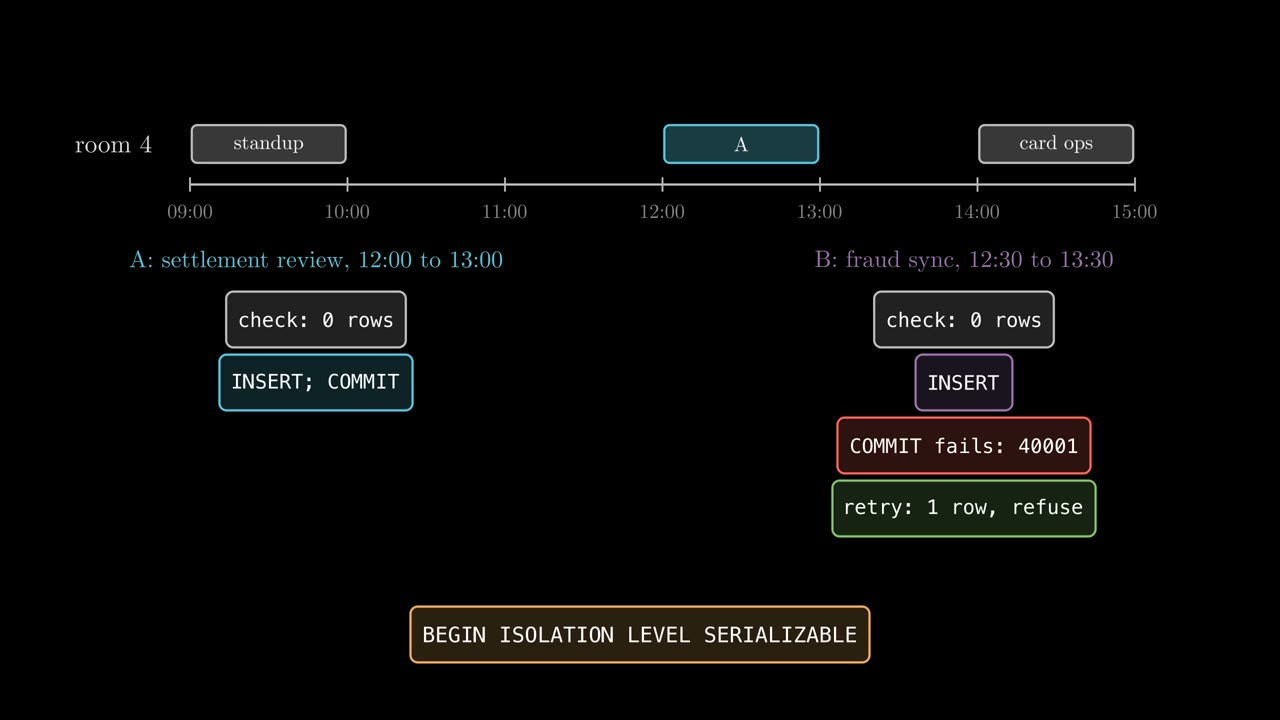 room 4
standup
A
card ops
09:00 10:00 11:00 12:00 13:00 14:00 15:00
A: settlement review, 12:00 to 13:00
check: 0 rows
INSERT; COMMIT
B: fraud sync, 12:30 to 13:30
check: 0 rows
INSERT
COMMIT fails: 40001
retry: 1 row, refuse
BEGIN ISOLATION LEVEL SERIALIZABLE